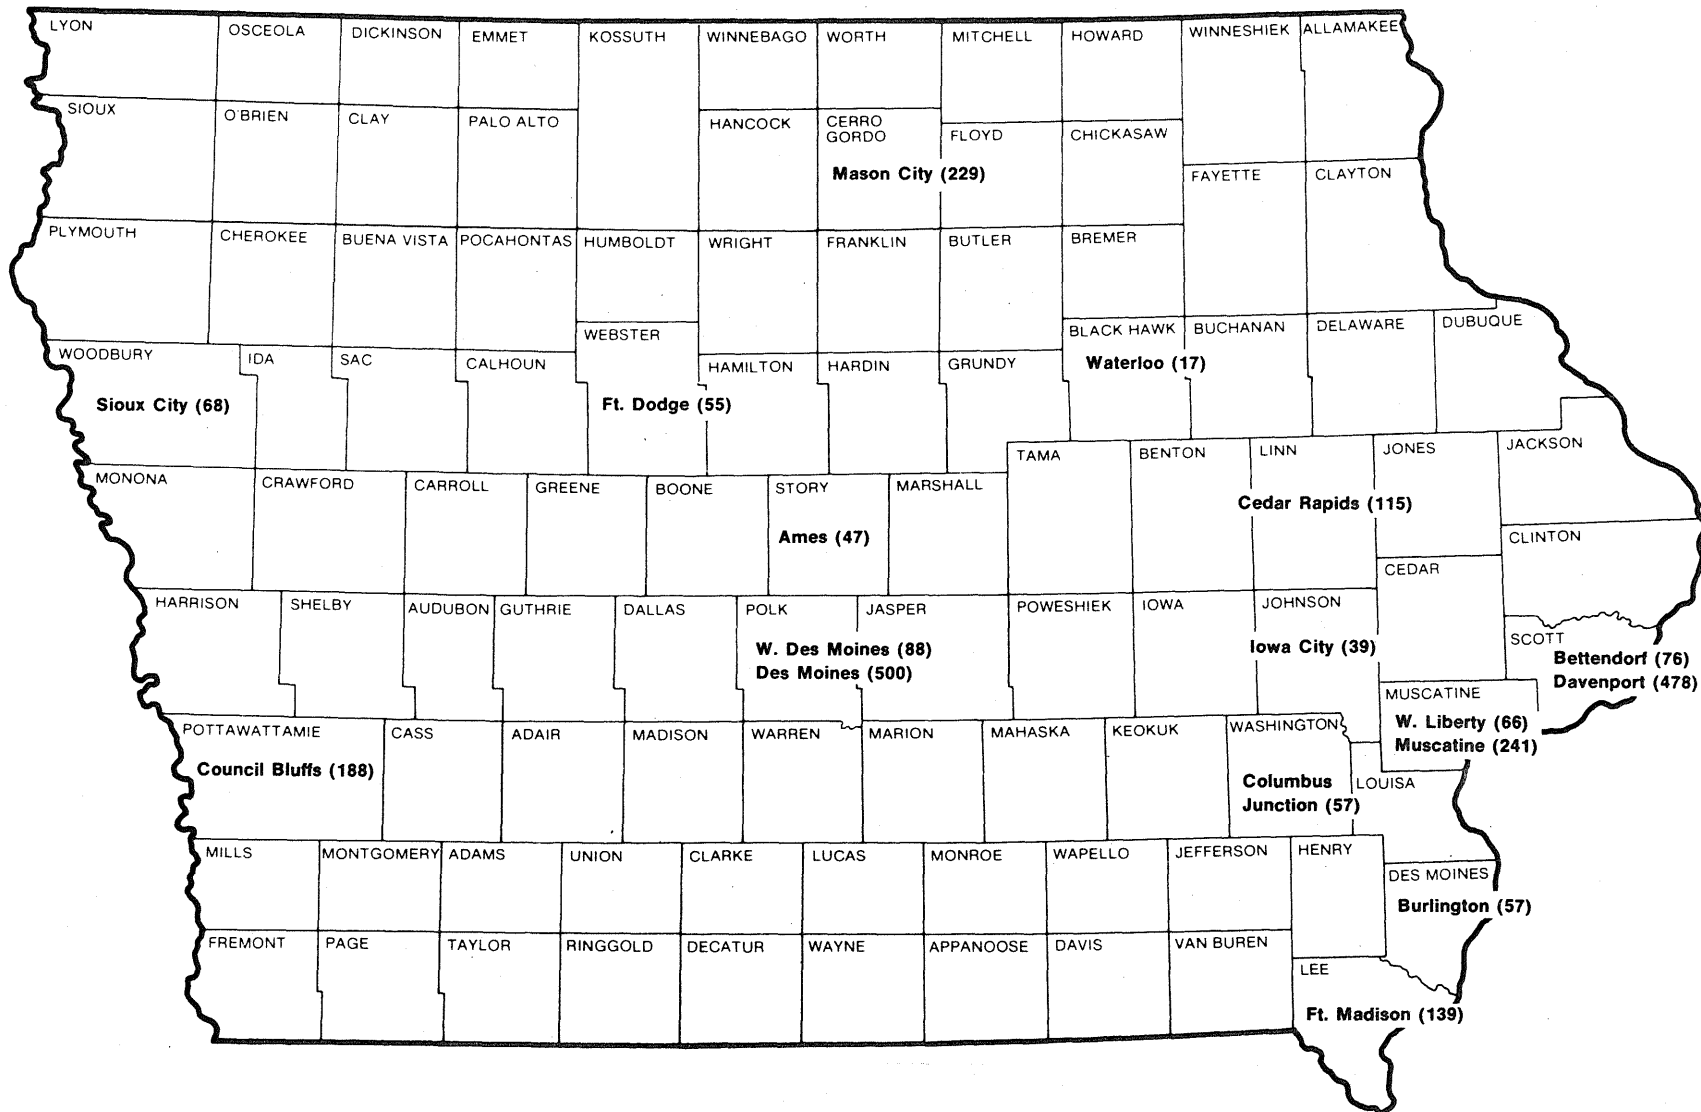 LYON
OSCEOLA
DICKINSON
EMMET
KOSSUTH
WINNEBAGO
WORTH
MITCHELL
HOWARD
WINNESHIEK
ALLAMAKEE
SIOUX
O'BRIEN
CLAY
PALO ALTO
HANCOCK
CERRO
GORDO
FLOYD
CHICKASAW
Mason City (229)
FAYETTE
CLAYTON
PLYMOUTH
CHEROKEE
BUENA VISTA
POCAHONTAS
HUMBOLDT
WRIGHT
FRANKLIN
BUTLER
BREMER
WEBSTER
BLACK HAWK
BUCHANAN
DELAWARE
DUBUQUE
WOODBURY
IDA
SAC
CALHOUN
HAMILTON
HARDIN
GRUNDY
Waterloo (17)
Sioux City (68)
Ft. Dodge (55)
TAMA
BENTON
LINN
JONES
JACKSON
MONONA
CRAWFORD
CARROLL
GREENE
BOONE
STORY
MARSHALL
Cedar Rapids (115)
Ames (47)
CLINTON
CEDAR
HARRISON
SHELBY
AUDUBON
GUTHRIE
DALLAS
POLK
JASPER
POWESHIEK
IOWA
JOHNSON
W. Des Moines (88)
Des Moines (500)
Iowa City (39)
SCOTT
Bettendorf (76)
Davenport (478)
MUSCATINE
W. Liberty (66)
Muscatine (241)
POTTAWATTAMIE
CASS
ADAIR
MADISON
WARREN
MARION
MAHASKA
KEOKUK
WASHINGTON
Council Bluffs (188)
Columbus
Junction (57)
LOUISA
MILLS
MONTGOMERY
ADAMS
UNION
CLARKE
LUCAS
MONROE
WAPELLO
JEFFERSON
HENRY
DES MOINES
Burlington (57)
FREMONT
PAGE
TAYLOR
RINGGOLD
DECATUR
WAYNE
APPANOOSE
DAVIS
VAN BUREN
LEE
Ft. Madison (139)